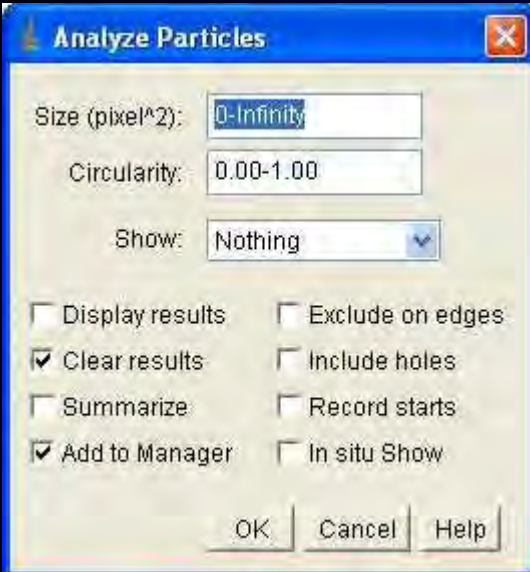 Analyze Particles
Size (pixel^2): 0-Infinity
Circularity: 0.00-1.00
Show: Nothing
Display results Exclude on edges
Clear results Include holes
Summarize Record starts
Add to Manager In situ Show
OK Cancel Help